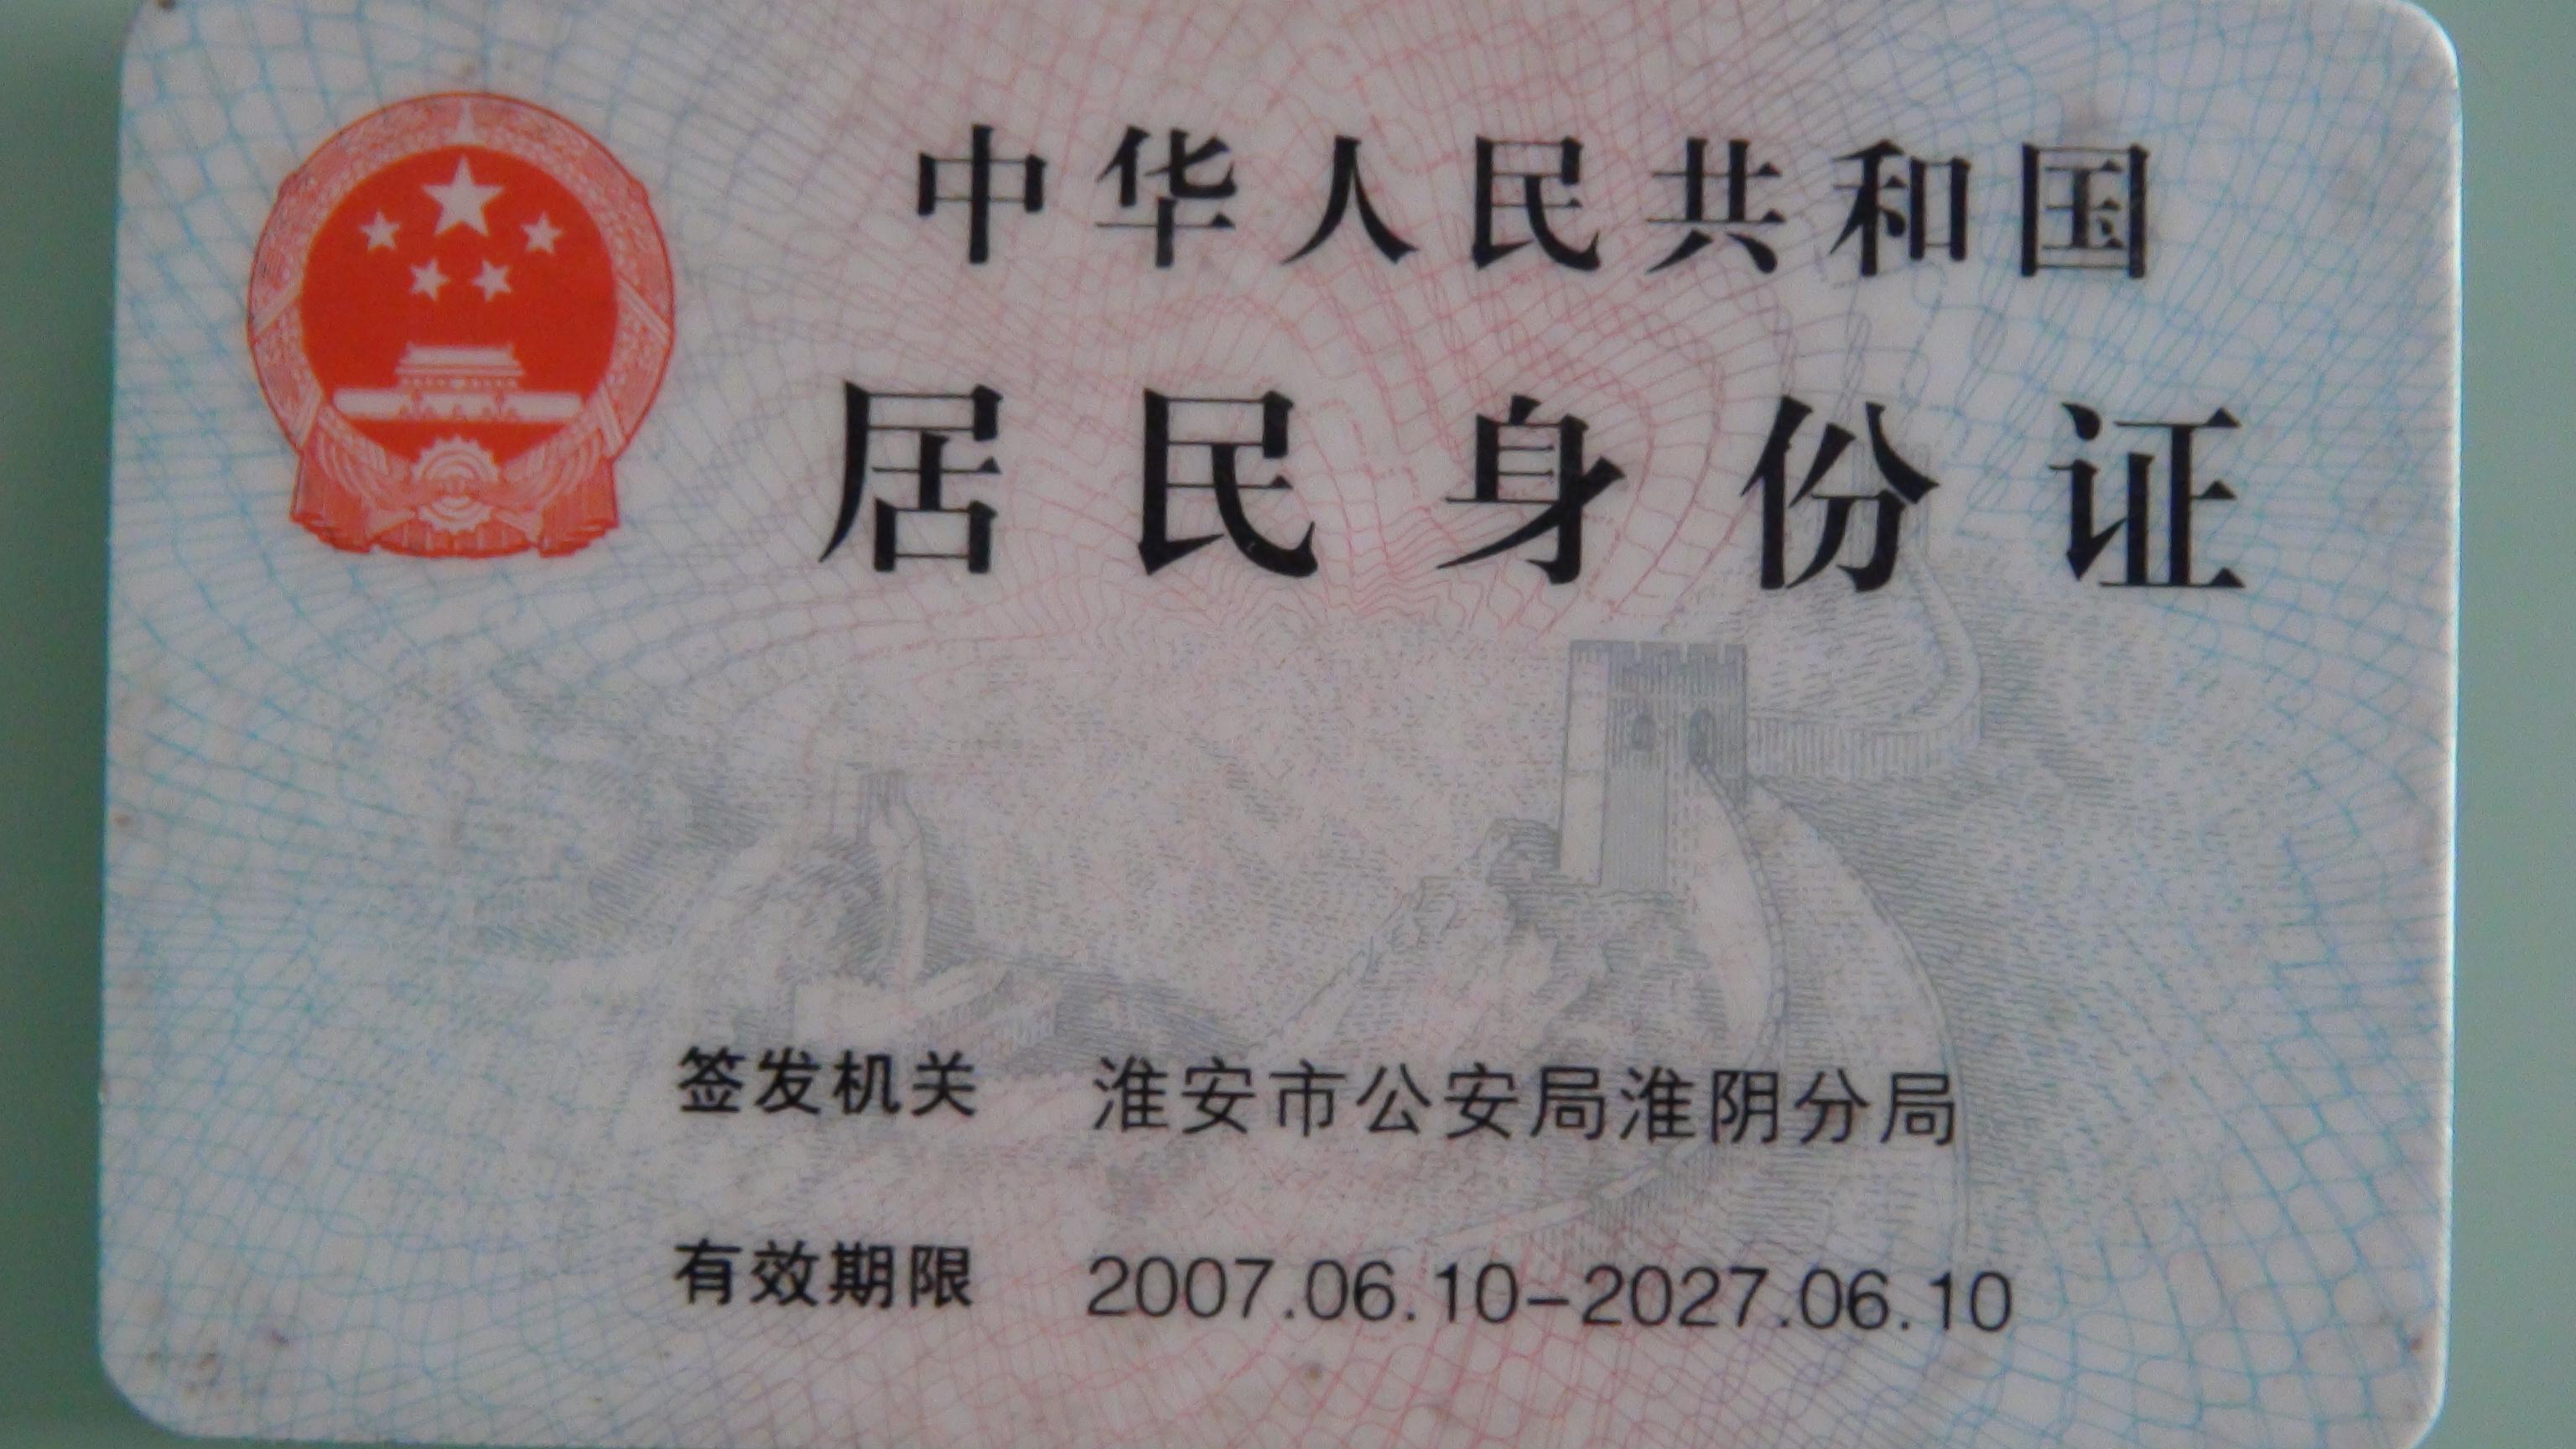 中华人民共和国
居民身份证
签发机关 淮安市公安局淮阴分局
有效期限 2007.06.10-2027.06.10